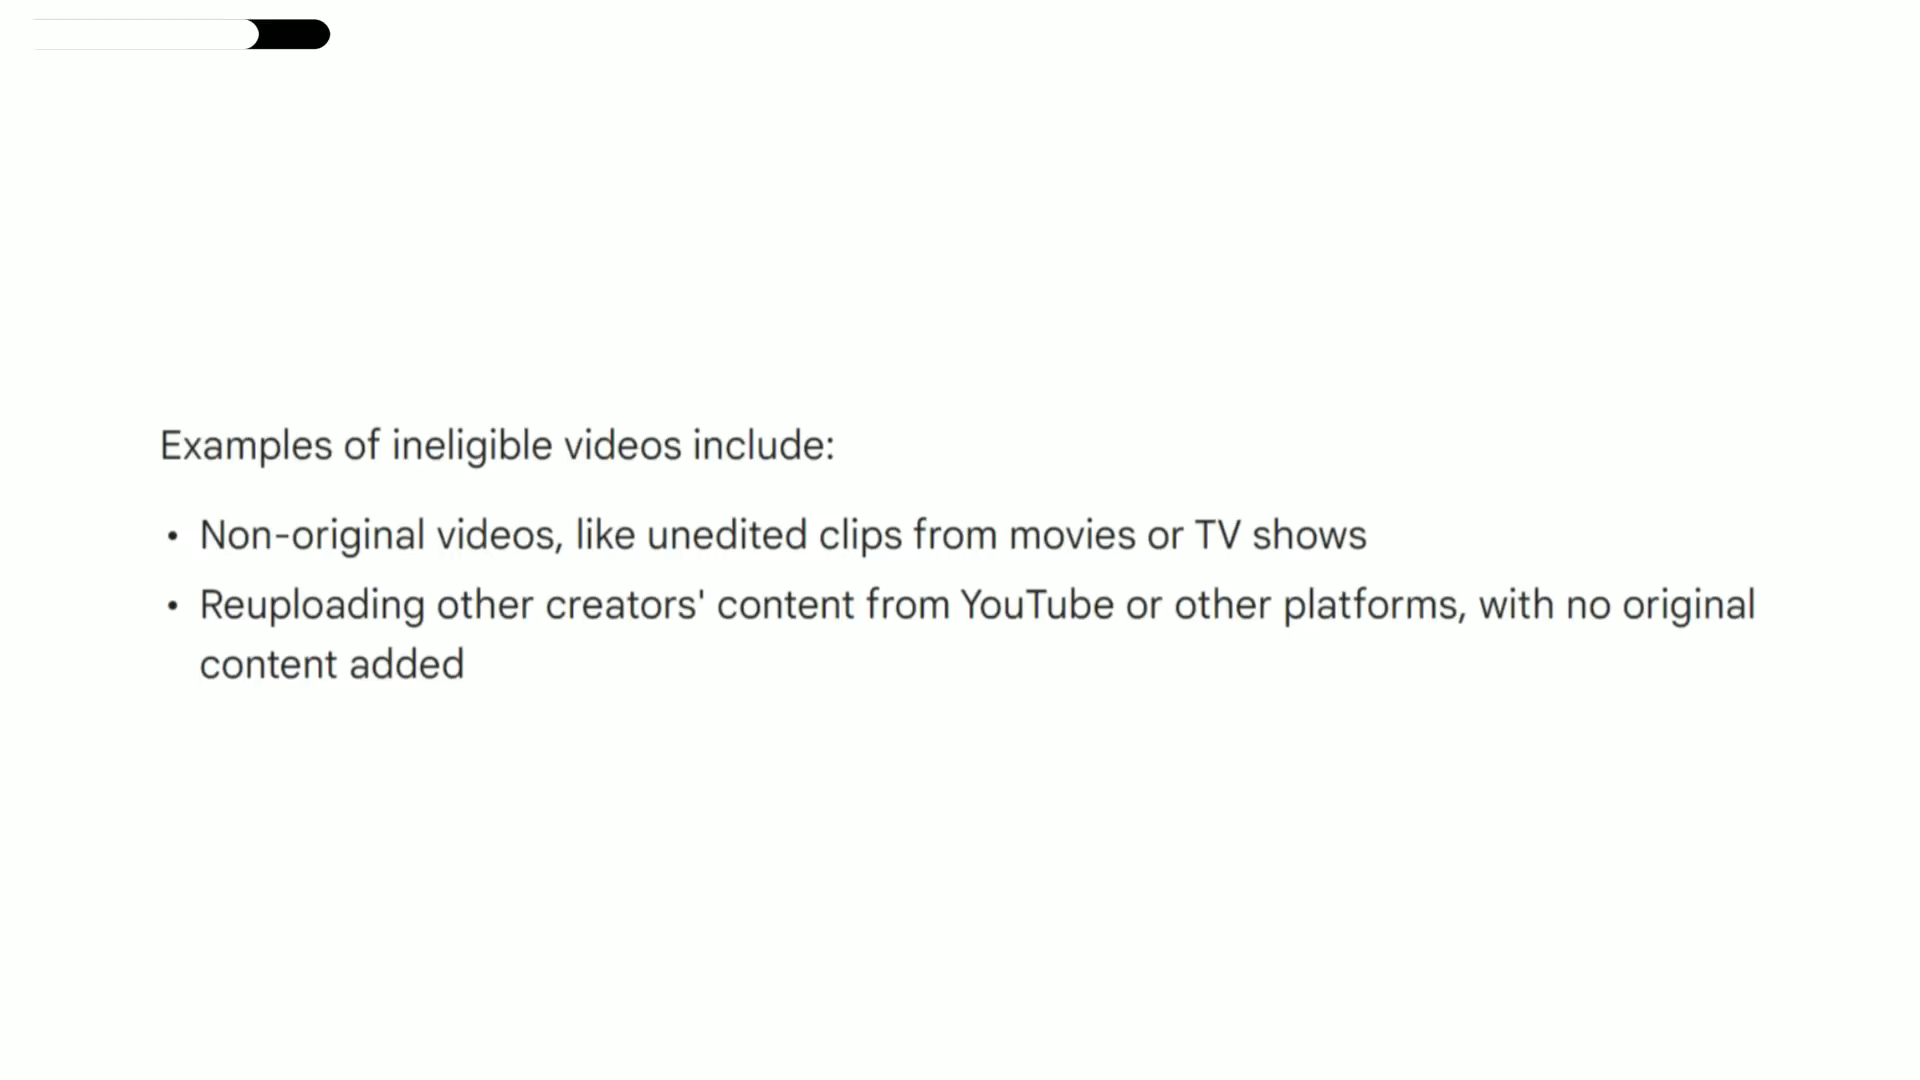 Examples of ineligible videos include:
• Non-original videos, like unedited clips from movies or TV shows
• Reuploading other creators' content from YouTube or other platforms, with no original
content added